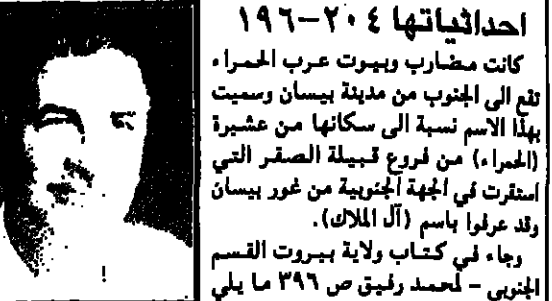 احداثياتها ٢٠٤-١٩٦
كانت مضارب وبيوت عرب الحمراء
تقع الى الجنوب من مدينة بيسان وسميت
بهذا الاسم نسبة الى سكانها من عشيرة
(الحمراء) من فروع قبيلة الصقر التي
استقرت في الجهة الجنوبية من غور بيسان
وقد عرفوا باسم (آل الملاك).
وجاء في كتاب ولاية بيروت القسم
الجنوبي - لمحمد رفيق ص ٣٩٦ ما يلي